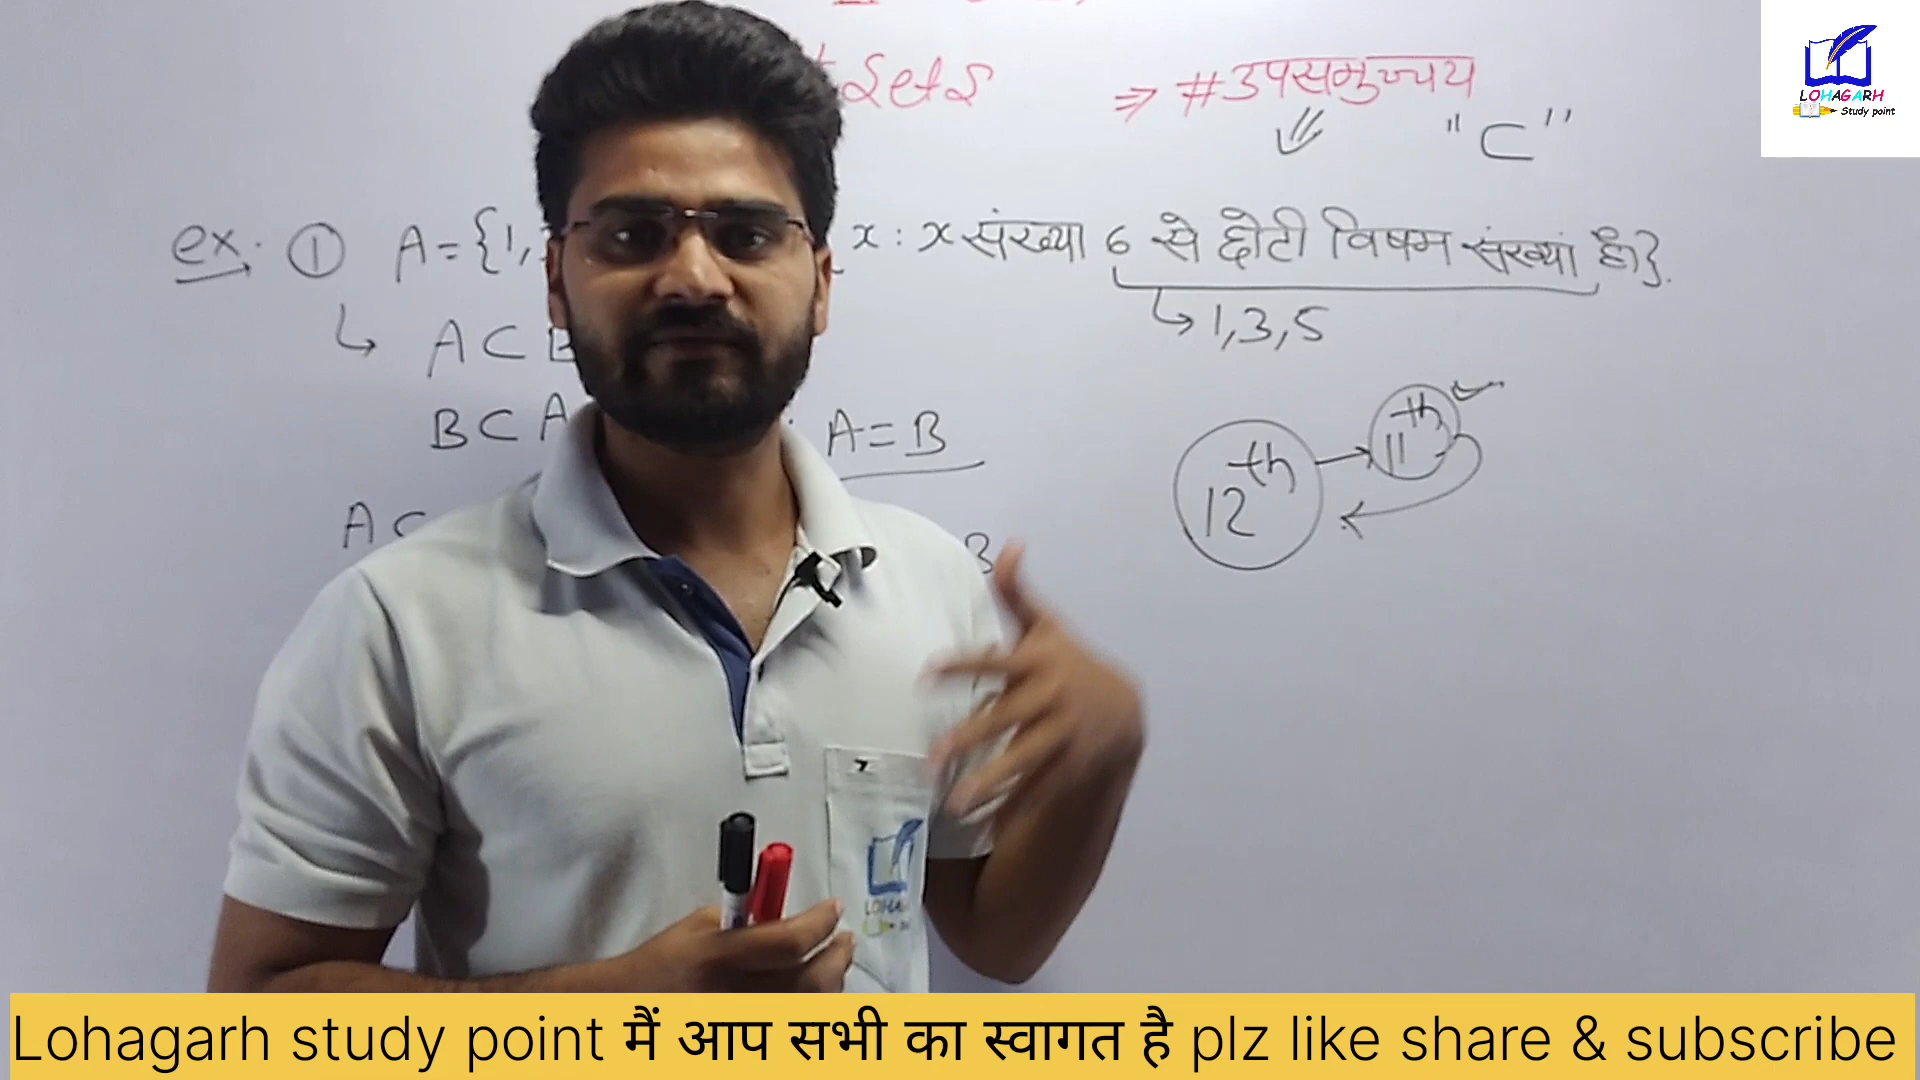 Sets ⇒ #उपसमुच्चय
"⊂"
LOHAGARH
Study point
ex. ① A={1, x : x संख्या 6 से छोटी विषम संख्यां हो}.
↳ 1,3,5
↳ A⊂B
B⊂A A=B
12th → 11th
A⊂ B
LOHA
Lohagarh study point मैं आप सभी का स्वागत है plz like share & subscribe